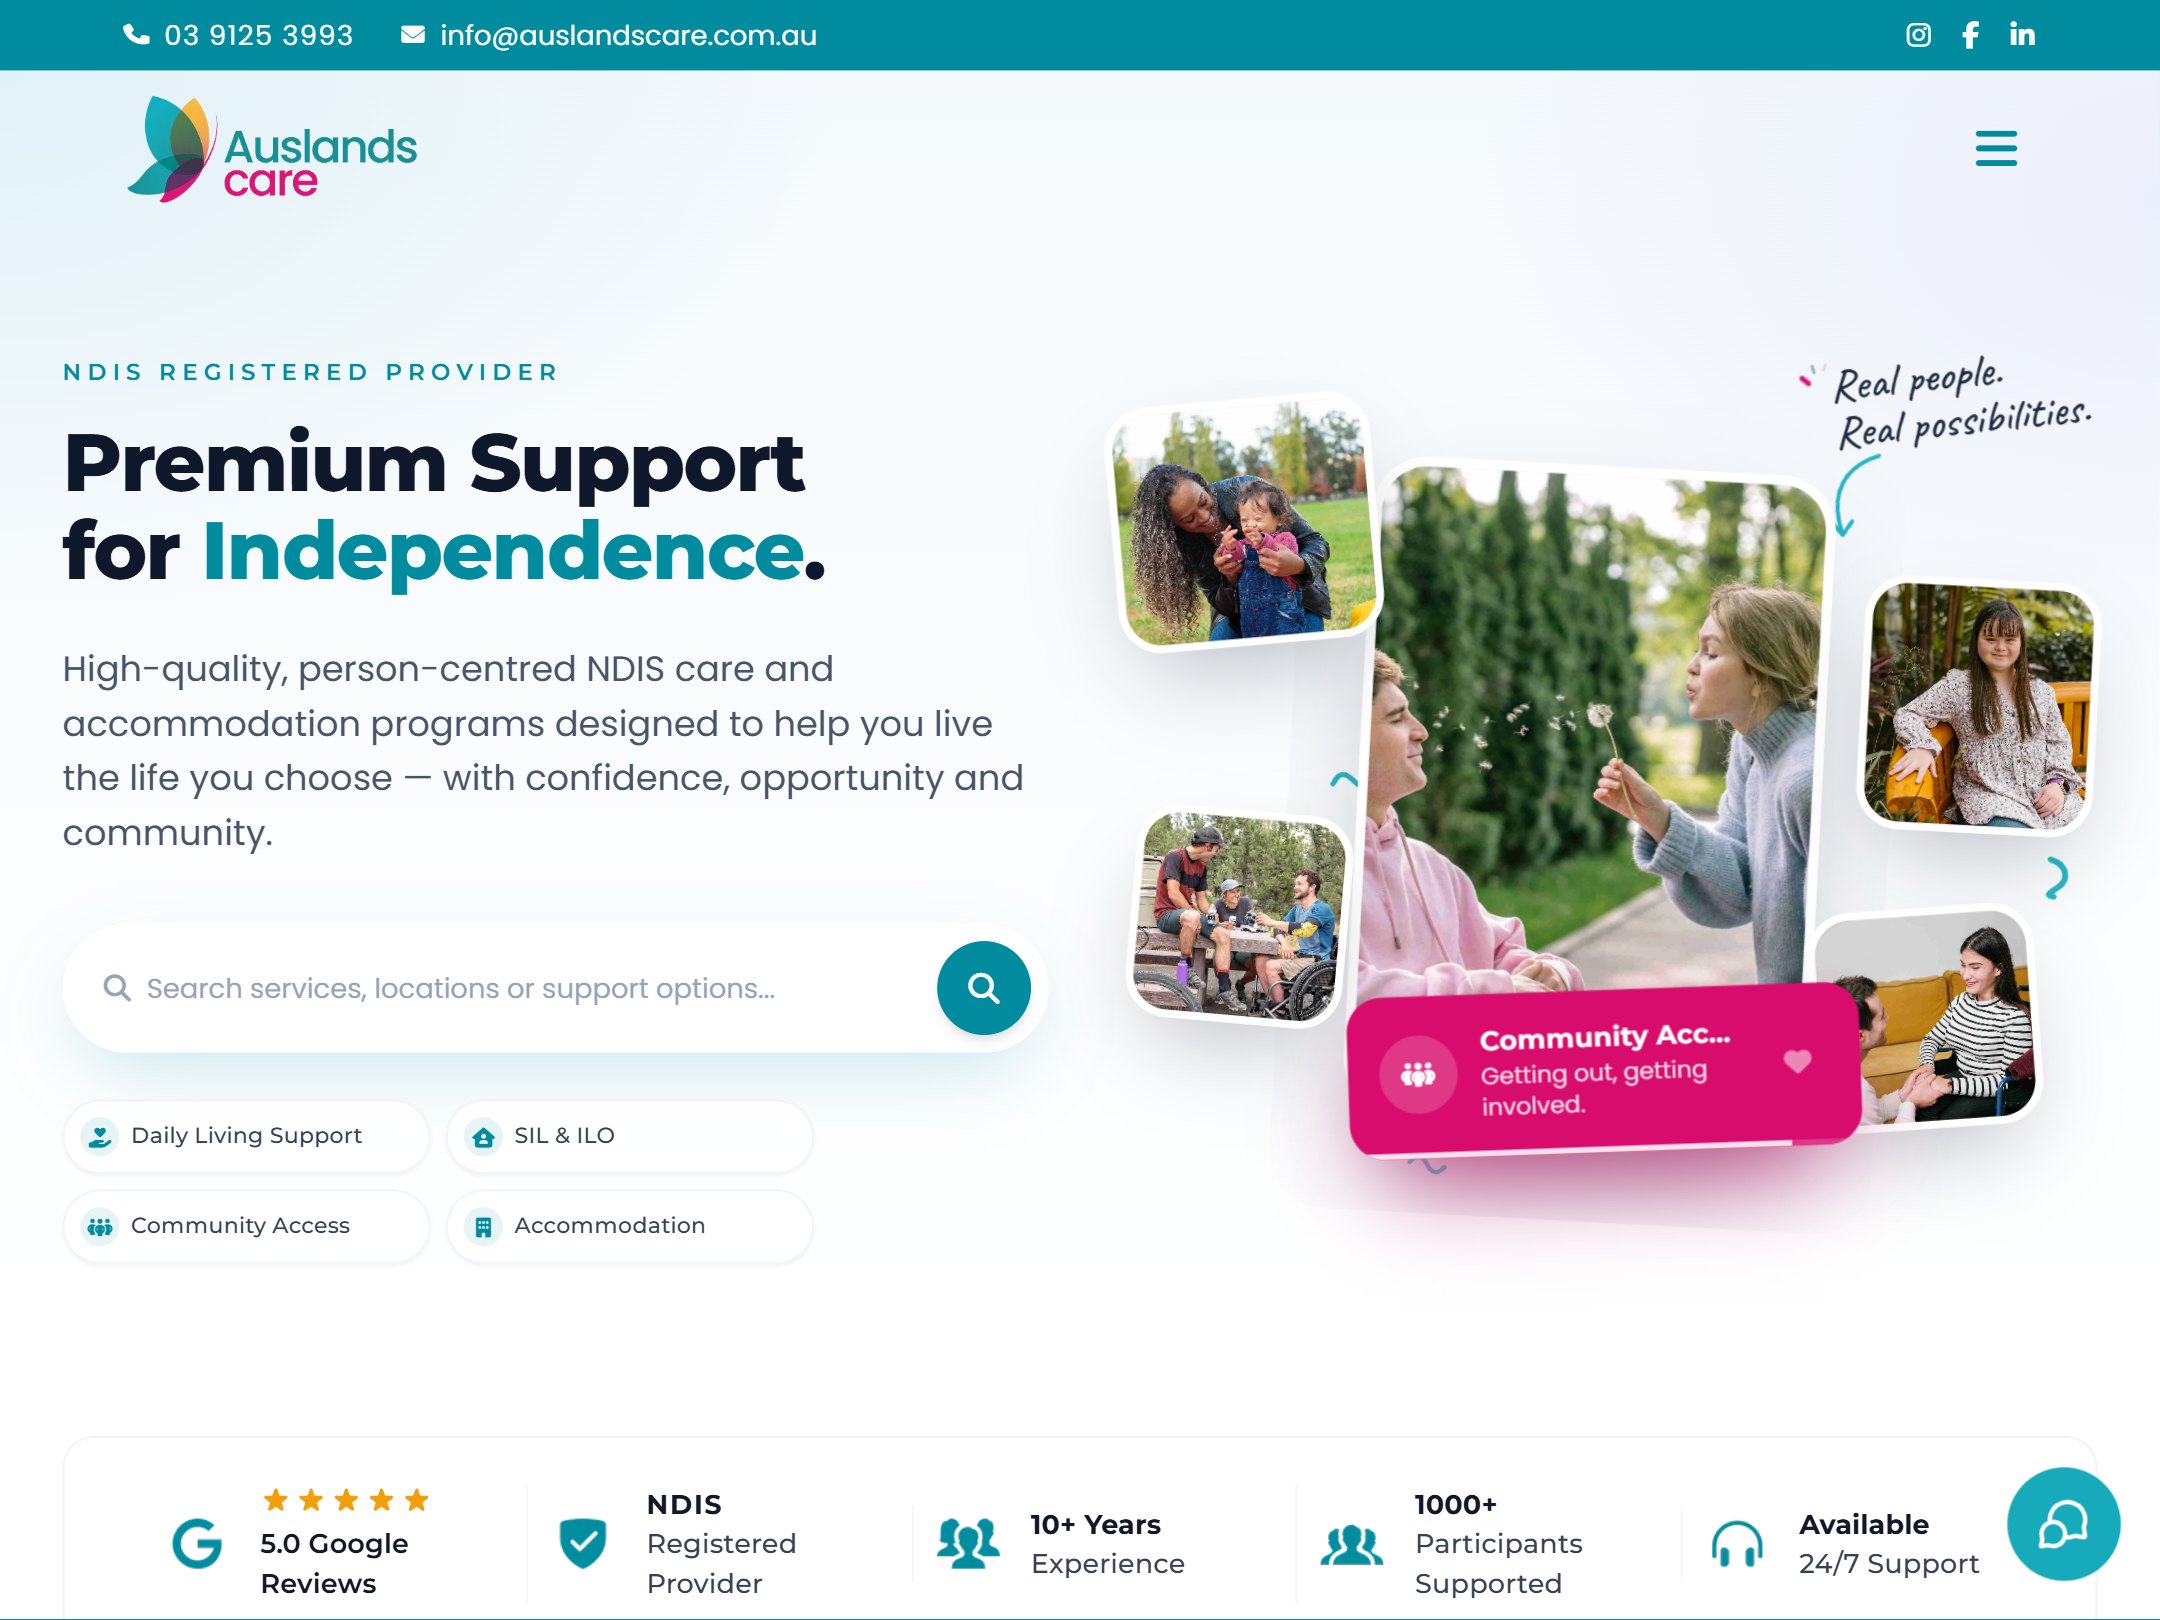 03 9125 3993
info@auslandscare.com.au
Auslands
care
NDIS REGISTERED PROVIDER
Premium Support
for Independence.
High-quality, person-centred NDIS care and
accommodation programs designed to help you live
the life you choose — with confidence, opportunity and
community.
Search services, locations or support options...
Daily Living Support
SIL & ILO
Community Access
Accommodation
Real people.
Real possibilities.
Community Acc...
Getting out, getting
involved.
5.0 Google
Reviews
NDIS
Registered
Provider
10+ Years
Experience
1000+
Participants
Supported
Available
24/7 Support